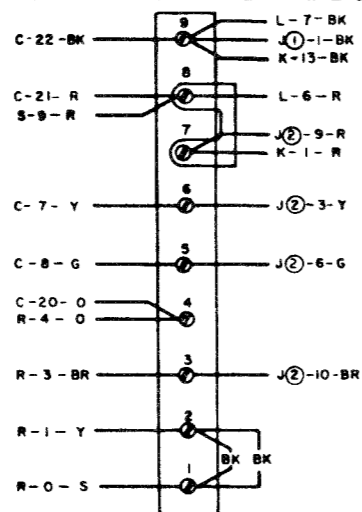 9 L-7-BK
C-22-BK J①-1-BK
K-13-BK
8
C-21-R L-6-R
S-9-R
7 J②-9-R
K-1-R
6
C-7-Y J②-3-Y
5
C-8-G J②-6-G
C-20-O 4
R-4-O
3
R-3-BR J②-10-BR
2
R-1-Y
BK BK
1
R-0-S